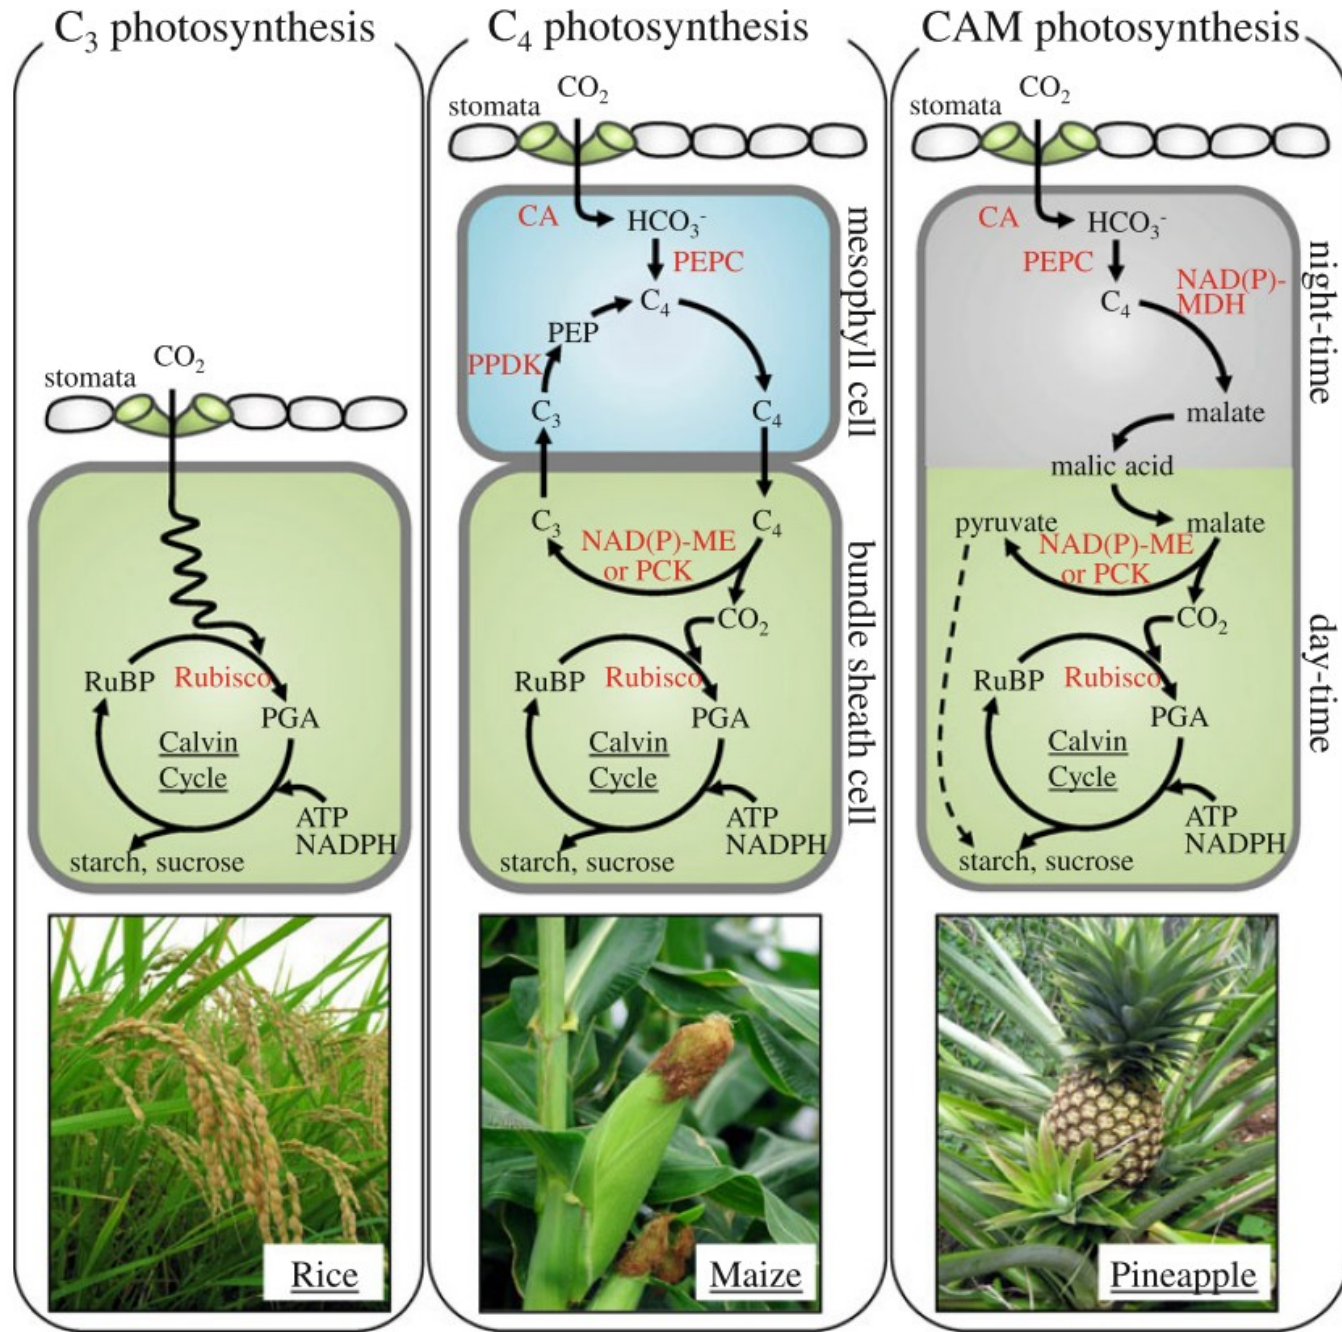 C₃ photosynthesis
CO₂
stomata
RuBP
Rubisco
PGA
Calvin
Cycle
ATP
NADPH
starch, sucrose
Rice
C₄ photosynthesis
CO₂
stomata
CA
HCO₃⁻
PEPC
C₄
PEP
PPDK
C₃
C₄
mesophyll cell
C₃
C₄
NAD(P)-ME
or PCK
CO₂
RuBP
Rubisco
PGA
Calvin
Cycle
ATP
NADPH
starch, sucrose
bundle sheath cell
Maize
CAM photosynthesis
CO₂
stomata
CA
HCO₃⁻
PEPC
NAD(P)-
MDH
C₄
malate
malic acid
night-time
pyruvate
malate
NAD(P)-ME
or PCK
CO₂
RuBP
Rubisco
PGA
Calvin
Cycle
ATP
NADPH
starch, sucrose
day-time
Pineapple